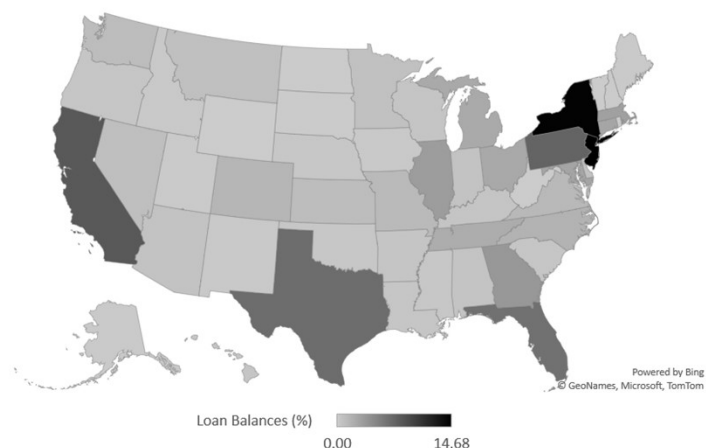 Powered by Bing
© GeoNames, Microsoft, TomTom
Loan Balances (%)
0.00 14.68